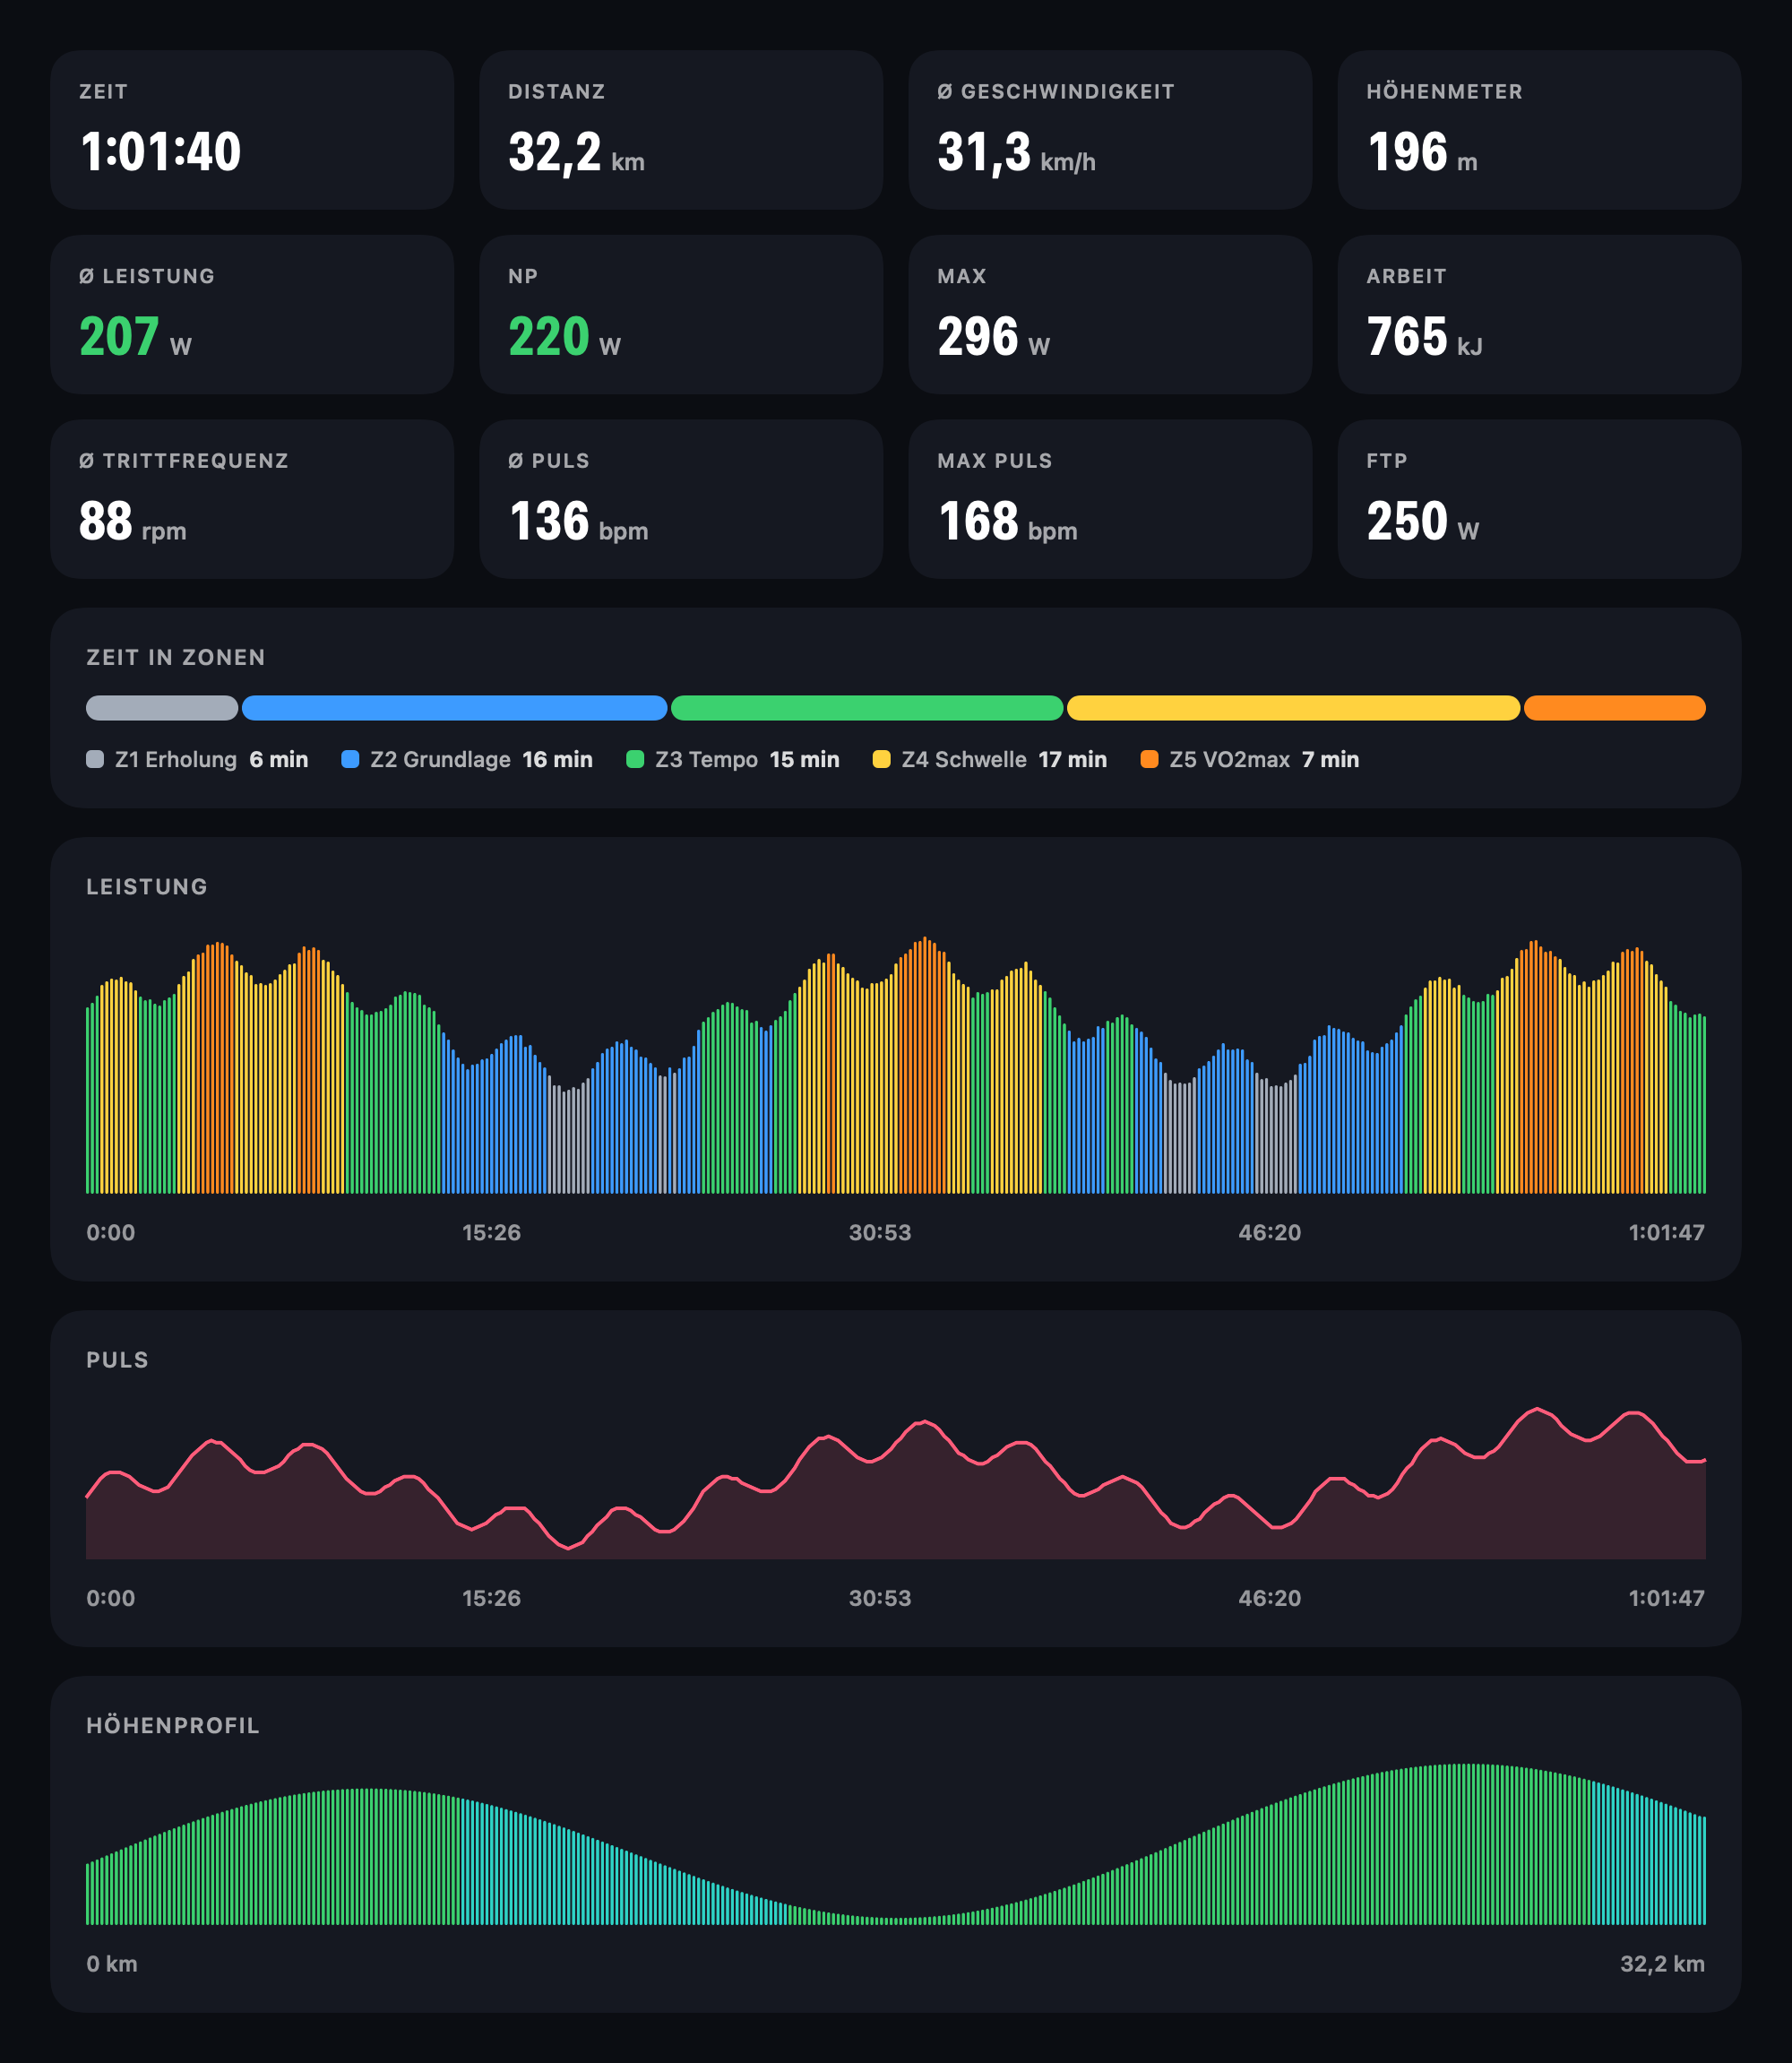 ZEIT
1:01:40
DISTANZ
32,2 km
Ø GESCHWINDIGKEIT
31,3 km/h
HÖHENMETER
196 m
Ø LEISTUNG
207 W
NP
220 W
MAX
296 W
ARBEIT
765 kJ
Ø TRITTFREQUENZ
88 rpm
Ø PULS
136 bpm
MAX PULS
168 bpm
FTP
250 W
ZEIT IN ZONEN
Z1 Erholung 6 min Z2 Grundlage 16 min Z3 Tempo 15 min Z4 Schwelle 17 min Z5 VO2max 7 min
LEISTUNG
0:00 15:26 30:53 46:20 1:01:47
PULS
0:00 15:26 30:53 46:20 1:01:47
HÖHENPROFIL
0 km 32,2 km